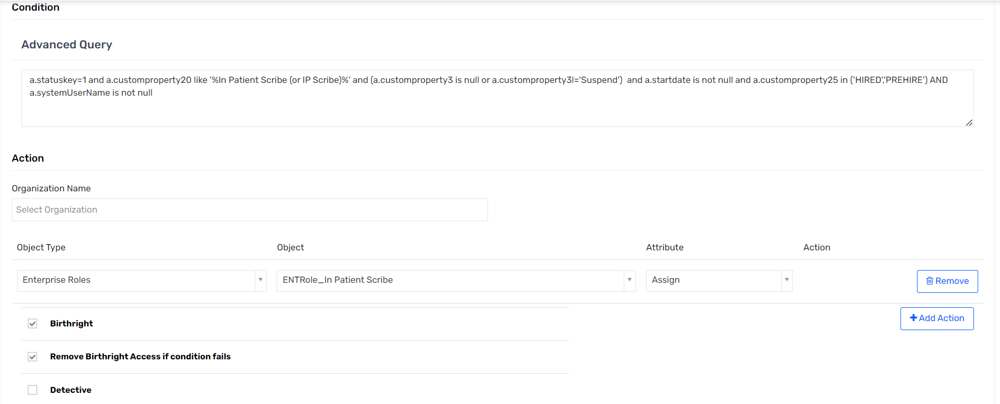 Condition
Advanced Query
a.statuskey=1 and a.customproperty20 like '%In Patient Scribe (or IP Scribe)%' and (a.customproperty3 is null or a.customproperty3!='Suspend')  and a.startdate is not null and a.customproperty25 in ('HIRED','PREHIRE') AND
a.systemUserName is not null
Action
Organization Name
Select Organization
Object Type Object Attribute Action
Enterprise Roles ENTRole_In Patient Scribe Assign Remove
Birthright
Add Action
Remove Birthright Access if condition fails
Detective